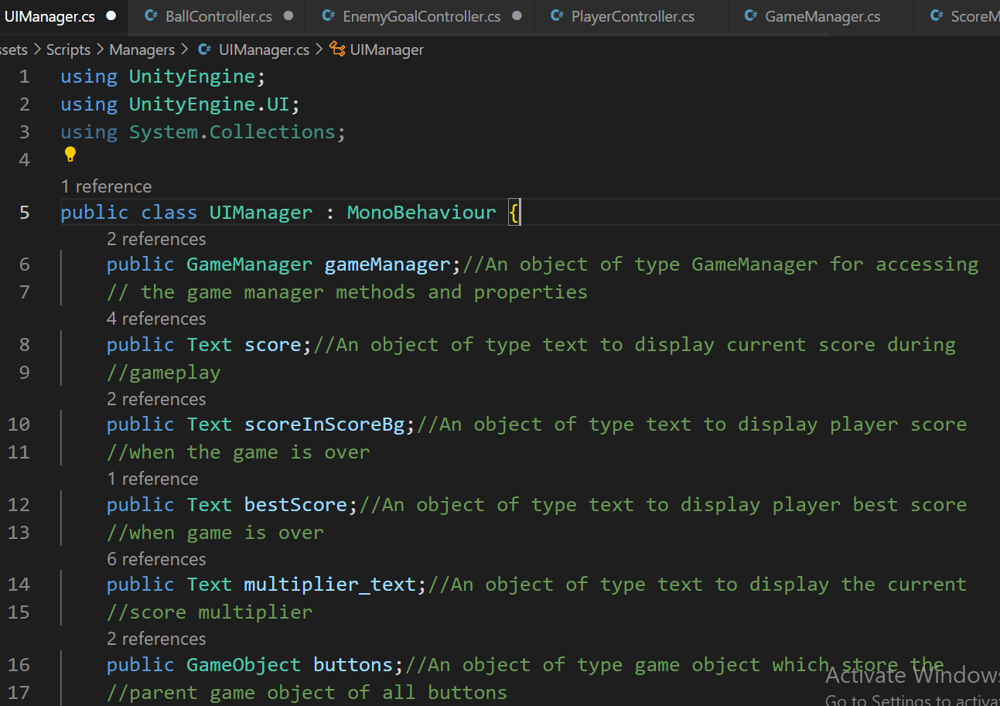 UIManager.cs ● C# BallController.cs ● C# EnemyGoalController.cs ● C# PlayerController.cs C# GameManager.cs C#
> Scripts > Managers > C# UIManager.cs > UIManager
1 using UnityEngine;
2 using UnityEngine.UI;
3 using System.Collections;
4
1 reference
5 public class UIManager : MonoBehaviour {
2 references
6 public GameManager gameManager;//An object of type GameManager for accessing
7 // the game manager methods and properties
4 references
8 public Text score;//An object of type text to display current score during
9 //gameplay
2 references
10 public Text scoreInScoreBg;//An object of type text to display player score
11 //when the game is over
1 reference
12 public Text bestScore;//An object of type text to display player best score
13 //when game is over
6 references
14 public Text multiplier_text;//An object of type text to display the current
15 //score multiplier
2 references
16 public GameObject buttons;//An object of type game object which store the
17 //parent game object of all buttons
Activate Windows
Go to Settings to